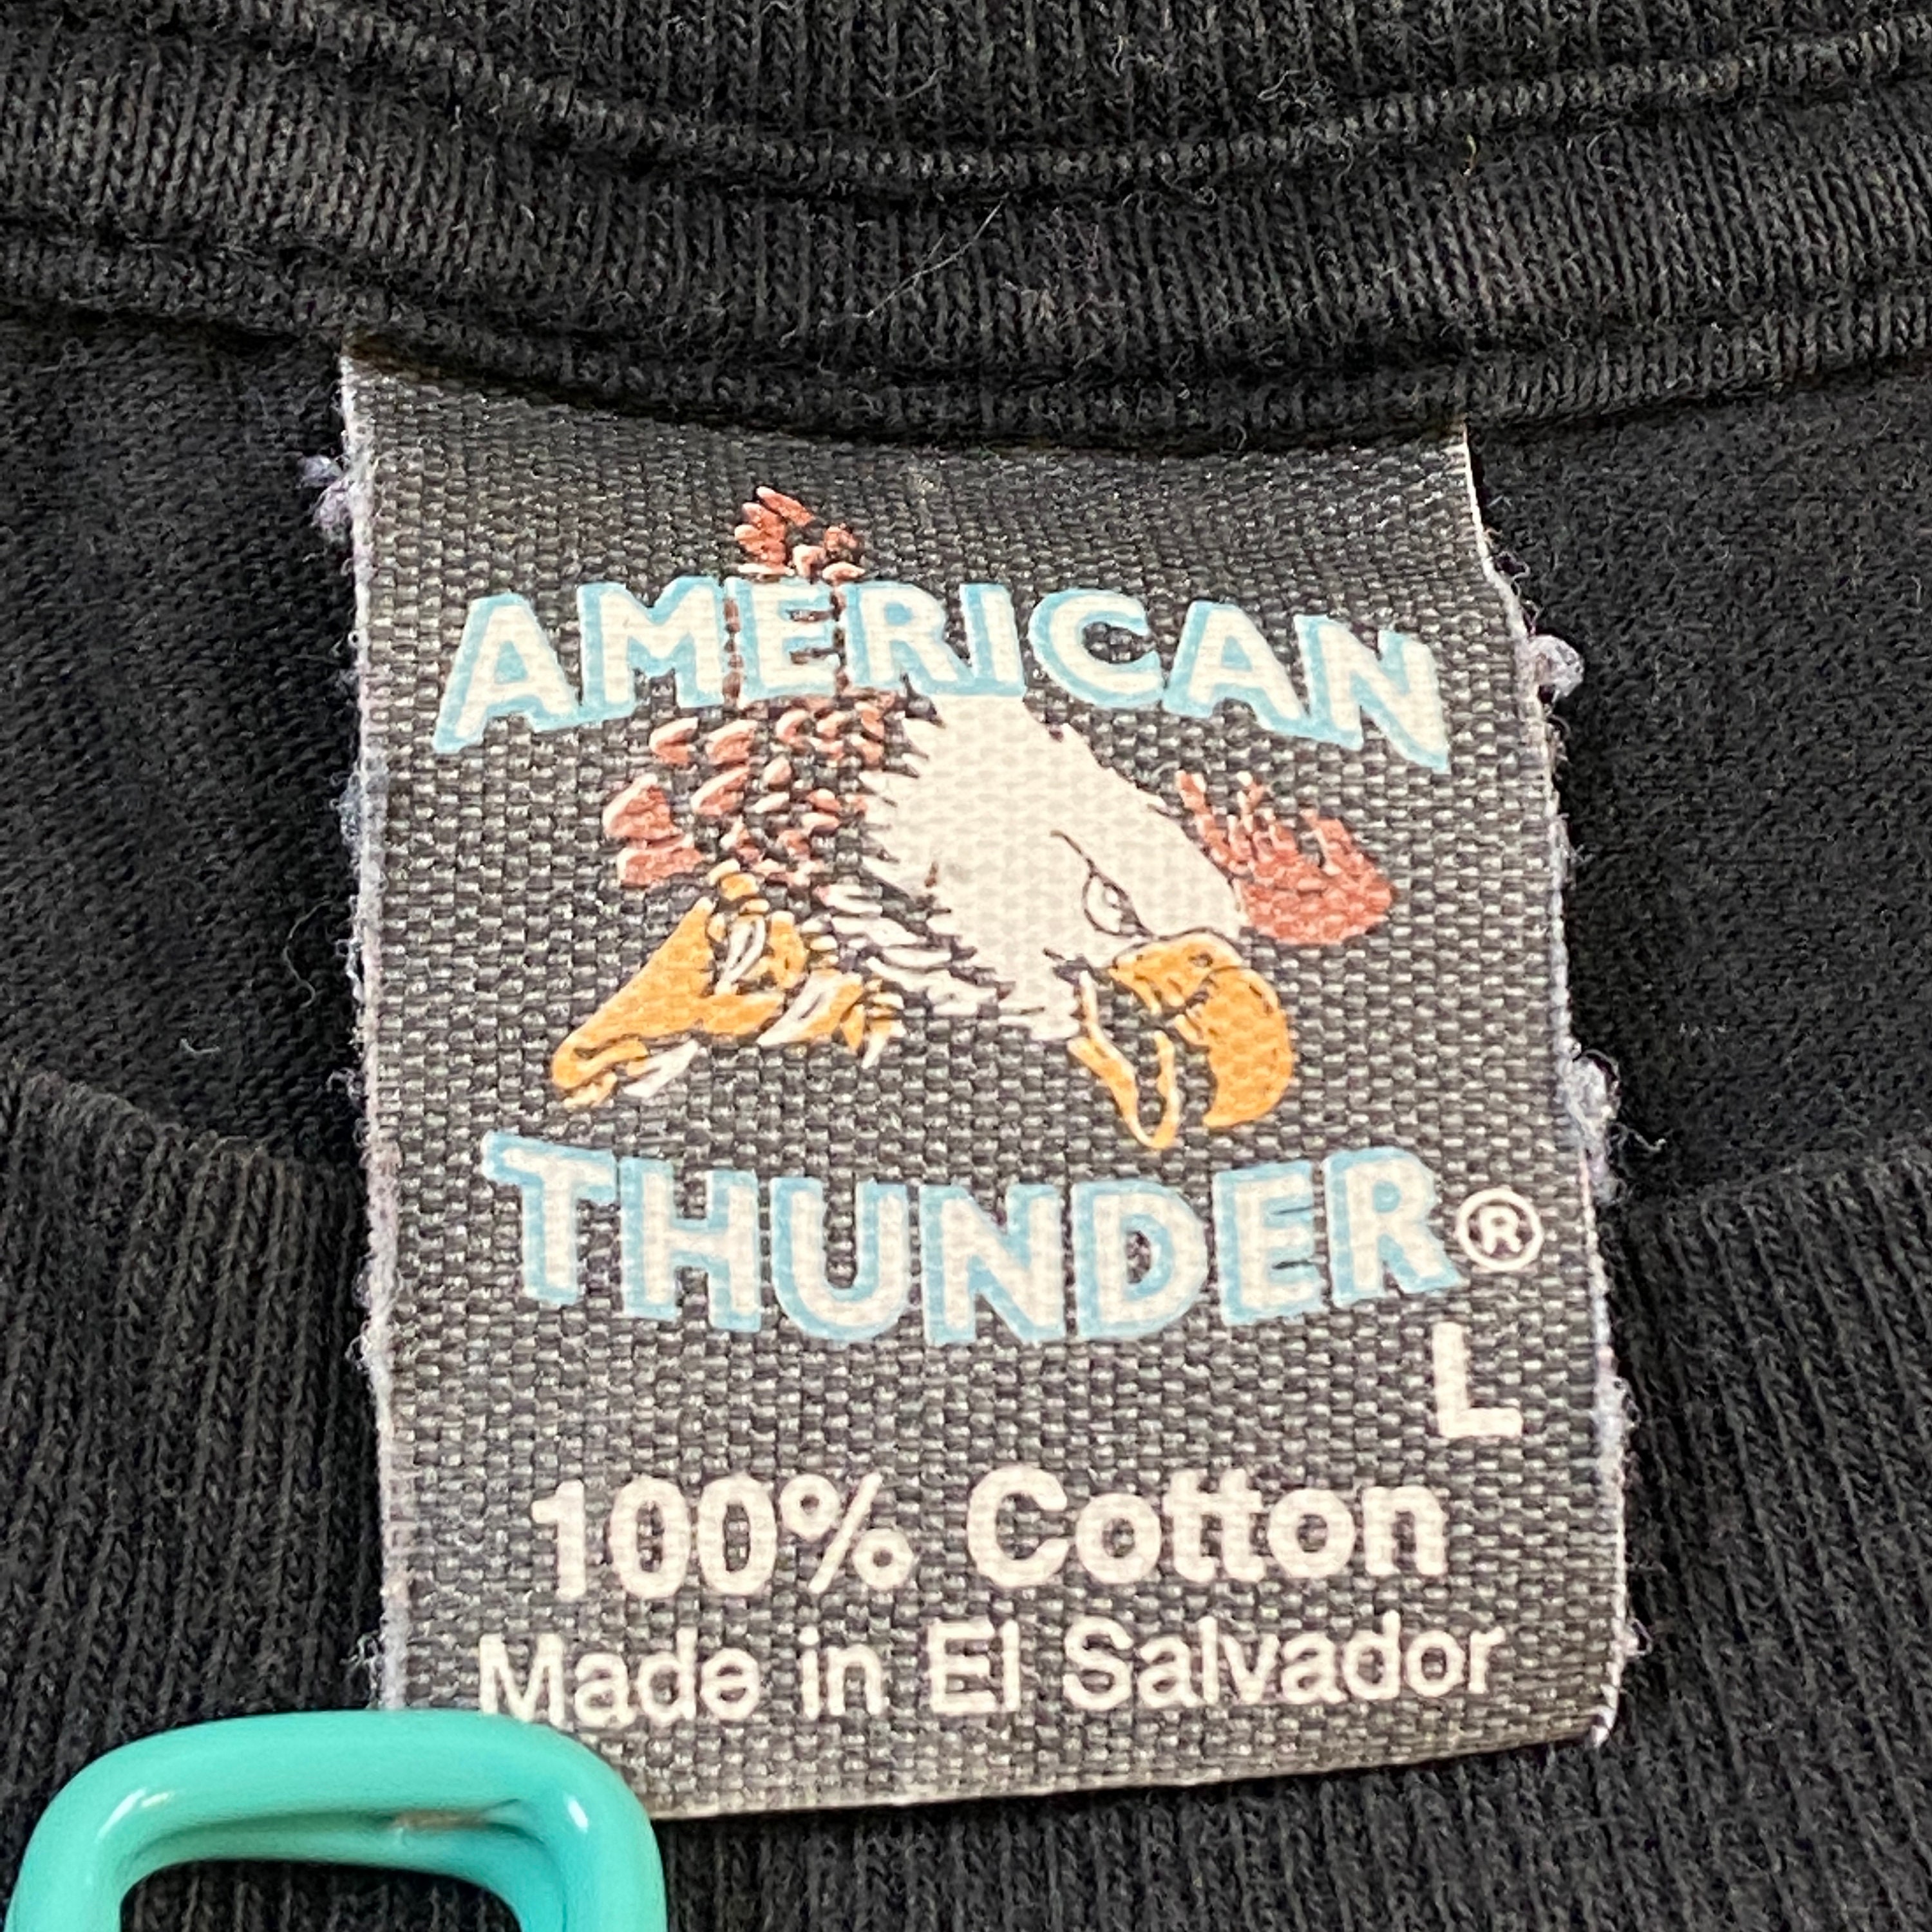 AMERICAN
THUNDER®
L
100% Cotton
Made in El Salvador